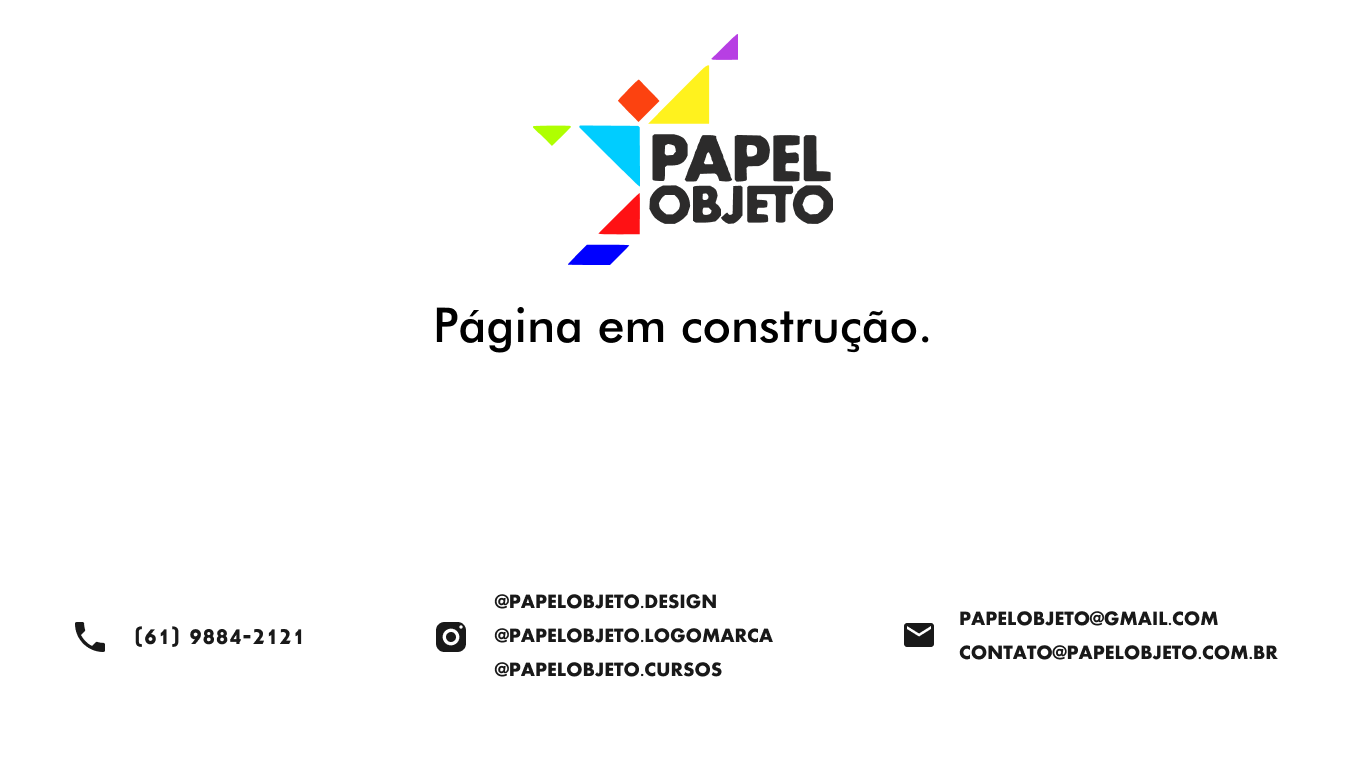 PAPEL
OBJETO
Página em construção.
(61) 9884-2121
@PAPELOBJETO.DESIGN
@PAPELOBJETO.LOGOMARCA
@PAPELOBJETO.CURSOS
PAPELOBJETO@GMAIL.COM
CONTATO@PAPELOBJETO.COM.BR